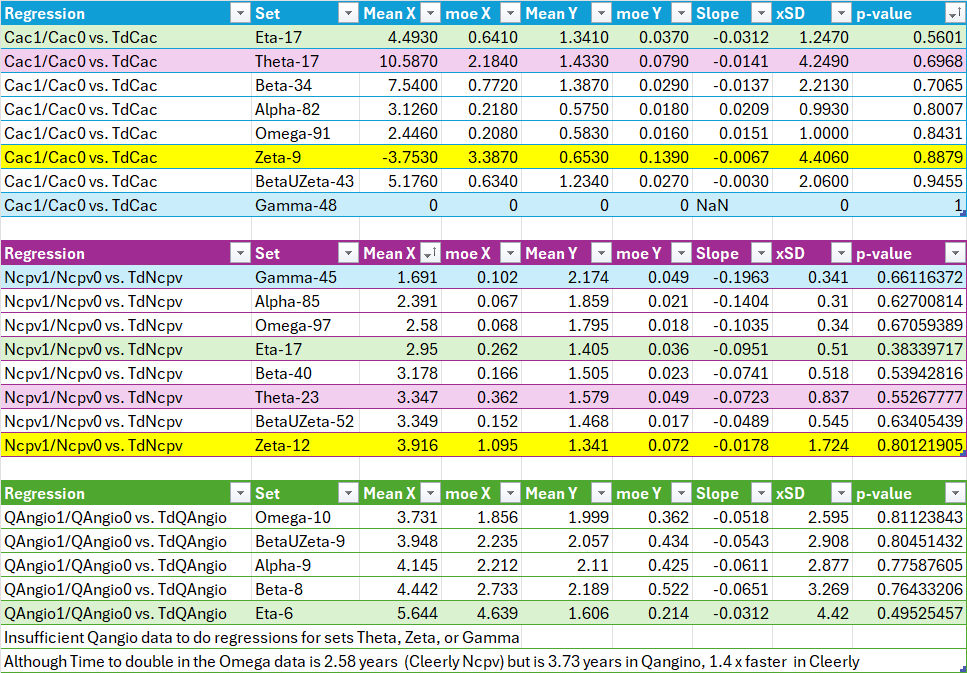 Regression Set Mean X moe X Mean Y moe Y Slope xSD p-value
Cac1/Cac0 vs. TdCac Eta-17 4.4930 0.6410 1.3410 0.0370 -0.0312 1.2470 0.5601
Cac1/Cac0 vs. TdCac Theta-17 10.5870 2.1840 1.4330 0.0790 -0.0141 4.2490 0.6968
Cac1/Cac0 vs. TdCac Beta-34 7.5400 0.7720 1.3870 0.0290 -0.0137 2.2130 0.7065
Cac1/Cac0 vs. TdCac Alpha-82 3.1260 0.2180 0.5750 0.0180 0.0209 0.9930 0.8007
Cac1/Cac0 vs. TdCac Omega-91 2.4460 0.2080 0.5830 0.0160 0.0151 1.0000 0.8431
Cac1/Cac0 vs. TdCac Zeta-9 -3.7530 3.3870 0.6530 0.1390 -0.0067 4.4060 0.8879
Cac1/Cac0 vs. TdCac BetaUZeta-43 5.1760 0.6340 1.2340 0.0270 -0.0030 2.0600 0.9455
Cac1/Cac0 vs. TdCac Gamma-48 0 0 0 0 NaN 0 1
Regression Set Mean X moe X Mean Y moe Y Slope xSD p-value
Ncpv1/Ncpv0 vs. TdNcpv Gamma-45 1.691 0.102 2.174 0.049 -0.1963 0.341 0.66116372
Ncpv1/Ncpv0 vs. TdNcpv Alpha-85 2.391 0.067 1.859 0.021 -0.1404 0.31 0.62700814
Ncpv1/Ncpv0 vs. TdNcpv Omega-97 2.58 0.068 1.795 0.018 -0.1035 0.34 0.67059389
Ncpv1/Ncpv0 vs. TdNcpv Eta-17 2.95 0.262 1.405 0.036 -0.0951 0.51 0.38339717
Ncpv1/Ncpv0 vs. TdNcpv Beta-40 3.178 0.166 1.505 0.023 -0.0741 0.518 0.53942816
Ncpv1/Ncpv0 vs. TdNcpv Theta-23 3.347 0.362 1.579 0.049 -0.0723 0.837 0.55267777
Ncpv1/Ncpv0 vs. TdNcpv BetaUZeta-52 3.349 0.152 1.468 0.017 -0.0489 0.545 0.63405439
Ncpv1/Ncpv0 vs. TdNcpv Zeta-12 3.916 1.095 1.341 0.072 -0.0178 1.724 0.80121905
Regression Set Mean X moe X Mean Y moe Y Slope xSD p-value
QAngio1/QAngio0 vs. TdQAngio Omega-10 3.731 1.856 1.999 0.362 -0.0518 2.595 0.81123843
QAngio1/QAngio0 vs. TdQAngio BetaUZeta-9 3.948 2.235 2.057 0.434 -0.0543 2.908 0.80451432
QAngio1/QAngio0 vs. TdQAngio Alpha-9 4.145 2.212 2.11 0.425 -0.0611 2.877 0.77587605
QAngio1/QAngio0 vs. TdQAngio Beta-8 4.442 2.733 2.189 0.522 -0.0651 3.269 0.76433206
QAngio1/QAngio0 vs. TdQAngio Eta-6 5.644 4.639 1.606 0.214 -0.0312 4.42 0.49525457
Insufficient Qangio data to do regressions for sets Theta, Zeta, or Gamma
Although Time to double in the Omega data is 2.58 years (Cleerly Ncpv) but is 3.73 years in Qangino, 1.4 x faster in Cleerly